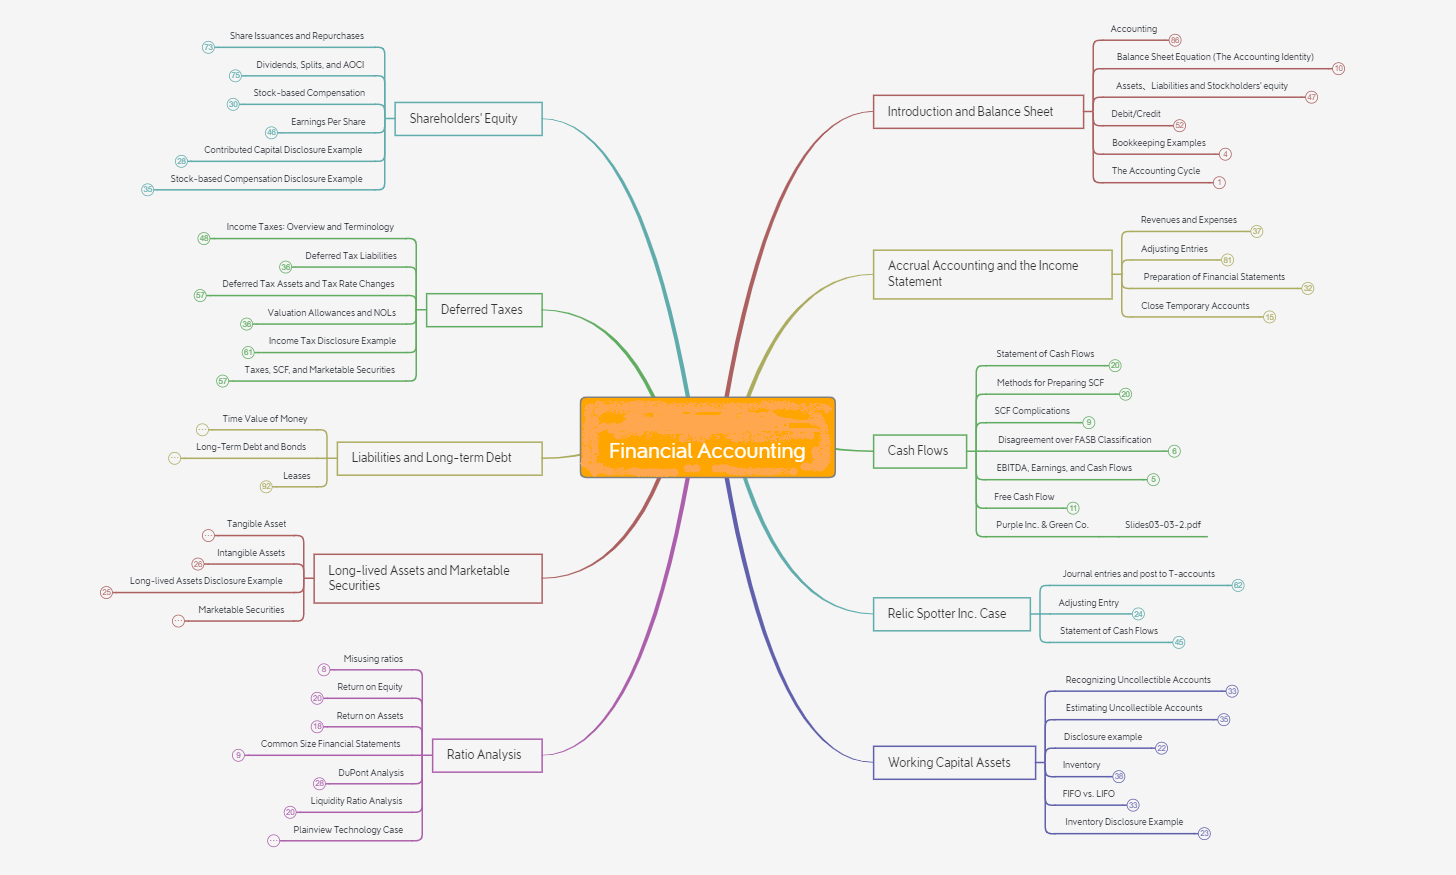 Financial Accounting
Introduction and Balance Sheet
Accounting
86
Balance Sheet Equation (The Accounting Identity)
10
Assets、Liabilities and Stockholders' equity
47
Debit/Credit
52
Bookkeeping Examples
4
The Accounting Cycle
1
Accrual Accounting and the Income
Statement
Revenues and Expenses
37
Adjusting Entries
81
Preparation of Financial Statements
32
Close Temporary Accounts
15
Cash Flows
Statement of Cash Flows
20
Methods for Preparing SCF
20
SCF Complications
9
Disagreement over FASB Classification
6
EBITDA, Earnings, and Cash Flows
5
Free Cash Flow
11
Purple Inc. & Green Co. Slides03-03-2.pdf
Relic Spotter Inc. Case
Journal entries and post to T-accounts
62
Adjusting Entry
24
Statement of Cash Flows
45
Working Capital Assets
Recognizing Uncollectible Accounts
33
Estimating Uncollectible Accounts
35
Disclosure example
22
Inventory
38
FIFO vs. LIFO
33
Inventory Disclosure Example
23
Shareholders' Equity
Share Issuances and Repurchases
73
Dividends, Splits, and AOCI
75
Stock-based Compensation
30
Earnings Per Share
46
Contributed Capital Disclosure Example
28
Stock-based Compensation Disclosure Example
35
Deferred Taxes
Income Taxes: Overview and Terminology
48
Deferred Tax Liabilities
36
Deferred Tax Assets and Tax Rate Changes
57
Valuation Allowances and NOLs
36
Income Tax Disclosure Example
61
Taxes, SCF, and Marketable Securities
57
Liabilities and Long-term Debt
Time Value of Money
...
Long-Term Debt and Bonds
...
Leases
92
Long-lived Assets and Marketable
Securities
Tangible Asset
...
Intangible Assets
26
Long-lived Assets Disclosure Example
25
Marketable Securities
...
Ratio Analysis
Misusing ratios
8
Return on Equity
20
Return on Assets
18
Common Size Financial Statements
9
DuPont Analysis
28
Liquidity Ratio Analysis
20
Plainview Technology Case
...